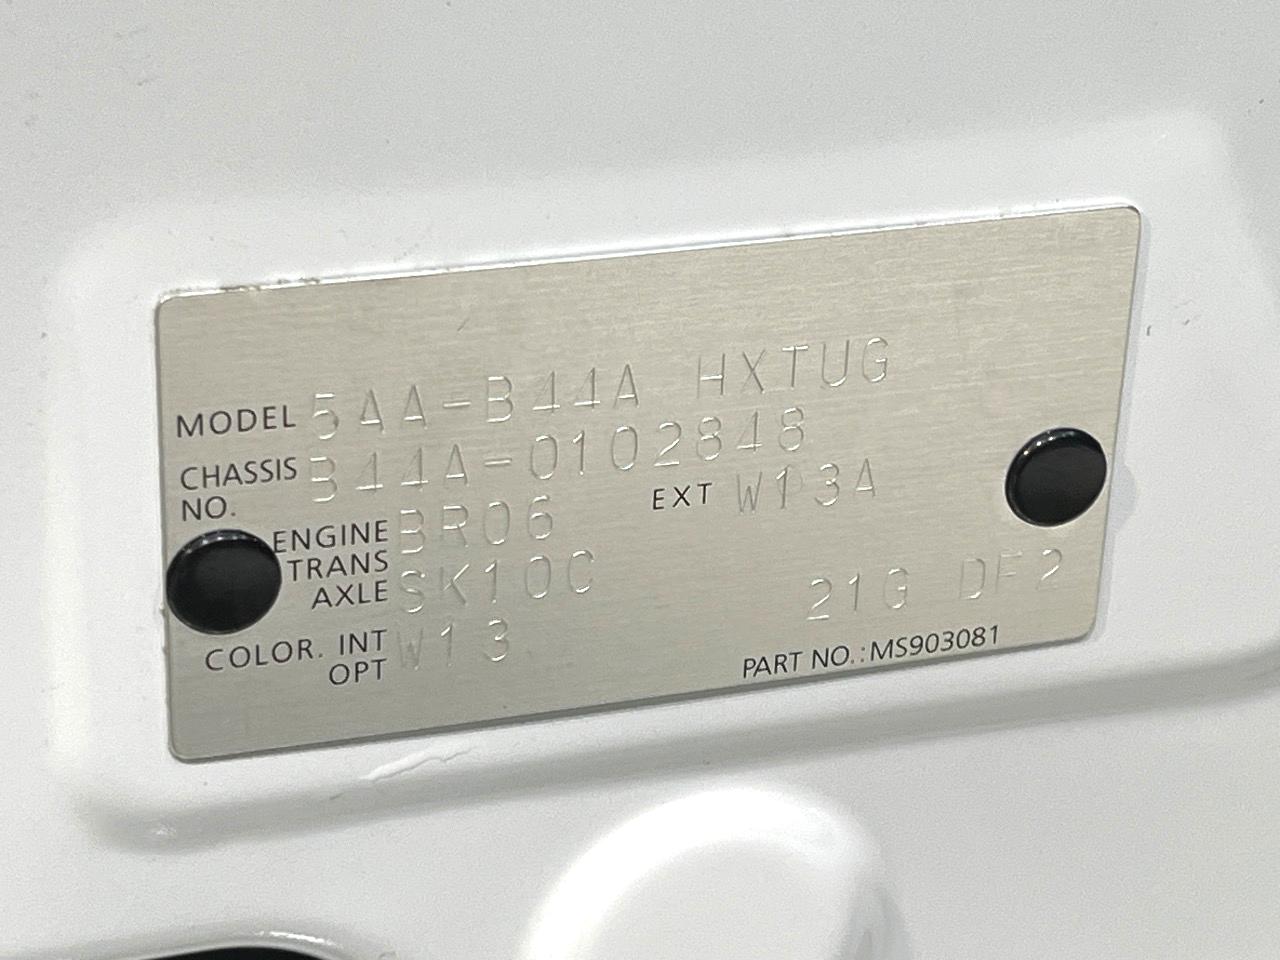 MODEL 5AA-B44A HXTUG
CHASSIS NO. B44A-0102848
ENGINE BR06 EXT W13A
TRANS AXLE SK10C
21G DF2
COLOR. INT OPT W13
PART NO.:MS903081